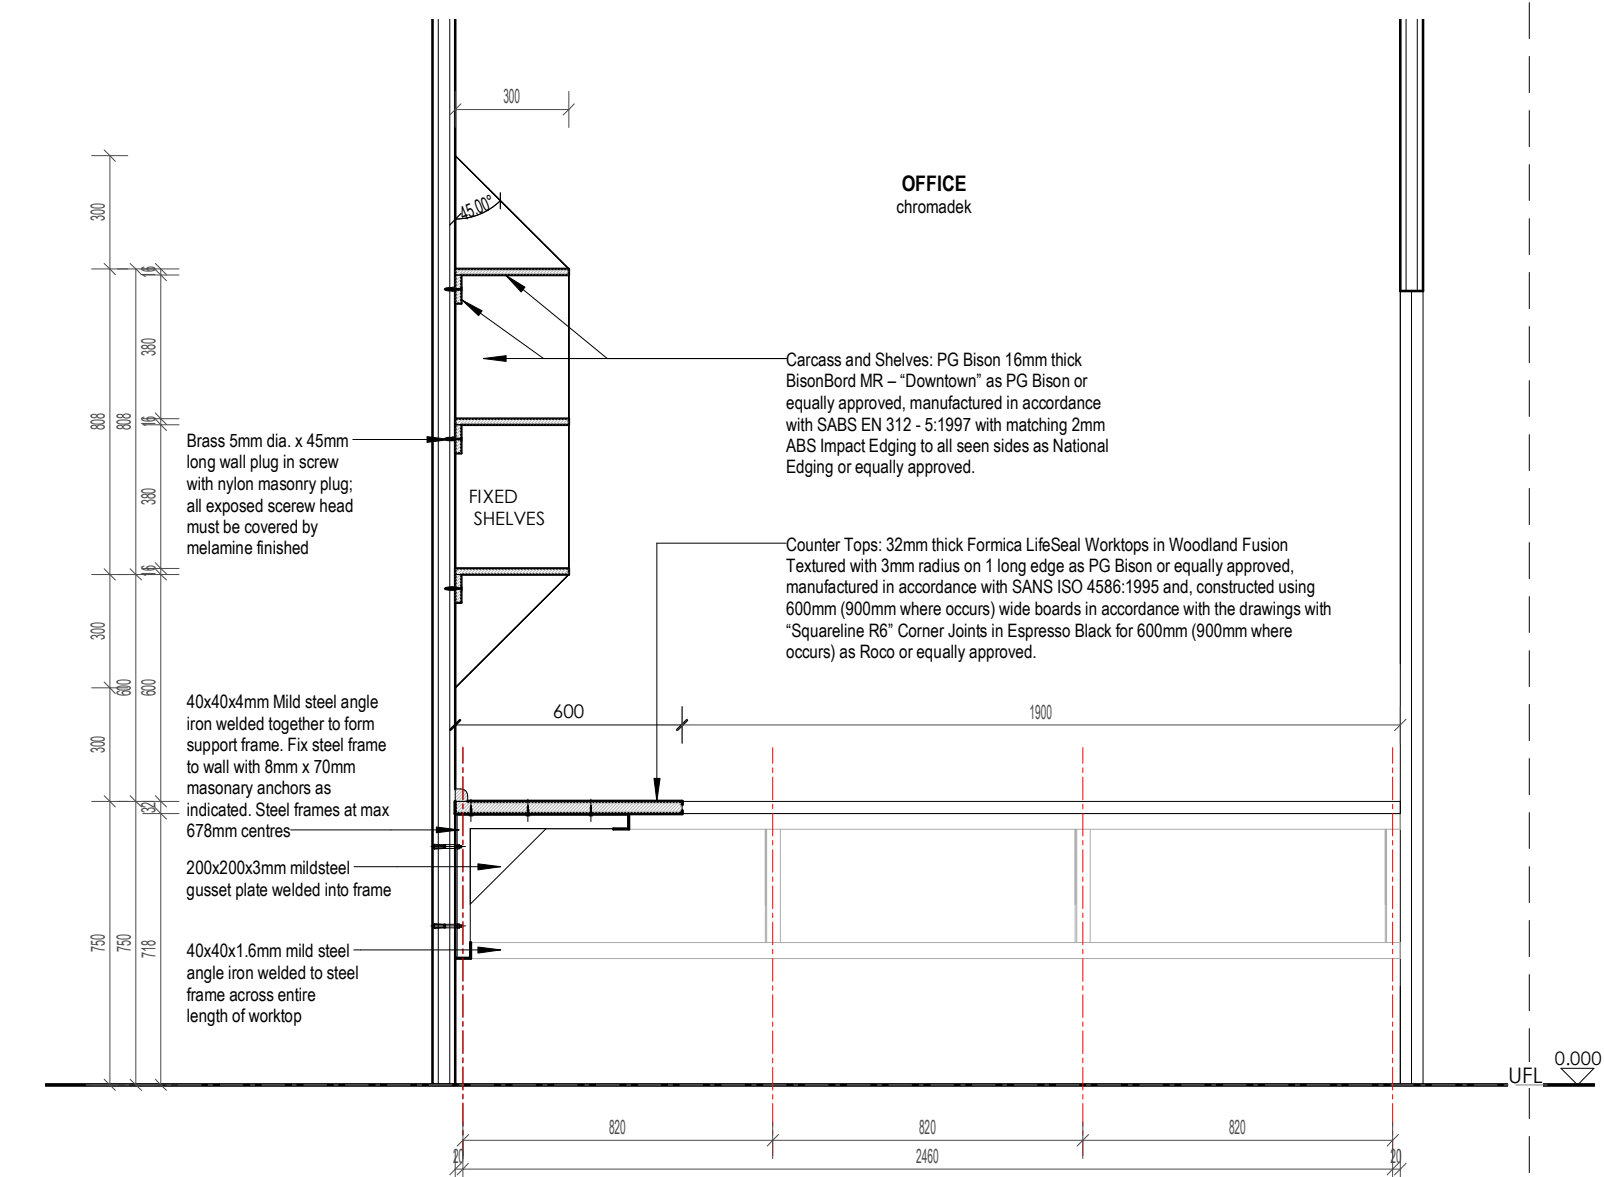 300
OFFICE
chromadek
45.00°
300
16
380
808
808
16
380
16
300
600
600
300
32
750
750
718
Brass 5mm dia. x 45mm
long wall plug in screw
with nylon masonry plug;
all exposed scerew head
must be covered by
melamine finished
FIXED
SHELVES
Carcass and Shelves: PG Bison 16mm thick
BisonBord MR – “Downtown” as PG Bison or
equally approved, manufactured in accordance
with SABS EN 312 - 5:1997 with matching 2mm
ABS Impact Edging to all seen sides as National
Edging or equally approved.
Counter Tops: 32mm thick Formica LifeSeal Worktops in Woodland Fusion
Textured with 3mm radius on 1 long edge as PG Bison or equally approved,
manufactured in accordance with SANS ISO 4586:1995 and, constructed using
600mm (900mm where occurs) wide boards in accordance with the drawings with
“Squareline R6” Corner Joints in Espresso Black for 600mm (900mm where
occurs) as Roco or equally approved.
40x40x4mm Mild steel angle
iron welded together to form
support frame. Fix steel frame
to wall with 8mm x 70mm
masonary anchors as
indicated. Steel frames at max
678mm centres
200x200x3mm mildsteel
gusset plate welded into frame
40x40x1.6mm mild steel
angle iron welded to steel
frame across entire
length of worktop
600
1900
UFL
0.000
820
820
820
20
2460
20